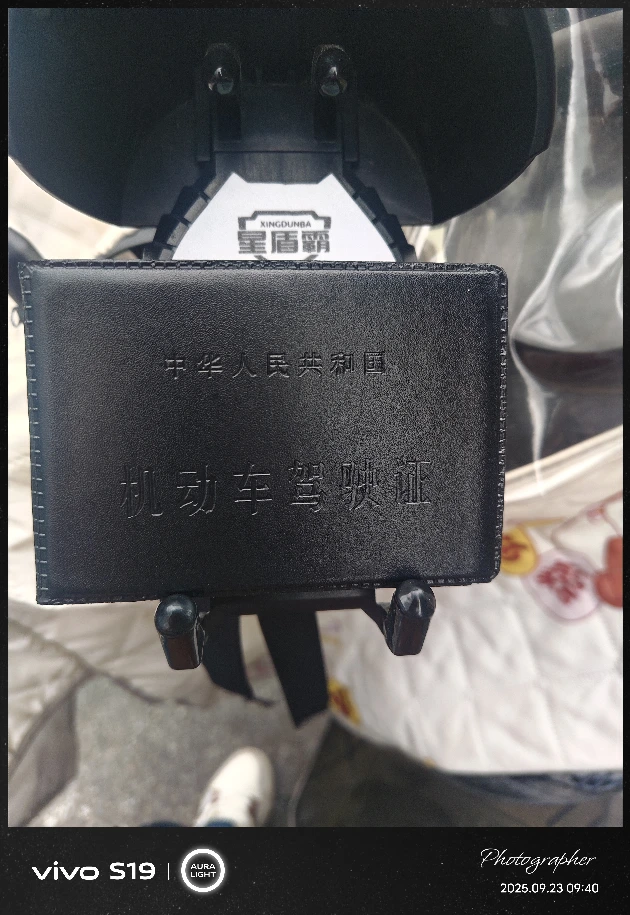 XINGDUNBA
星盾霸
中华人民共和国
机动车驾驶证
vivo S19
AURA
LIGHT
Photographer
2025.09.23 09:40